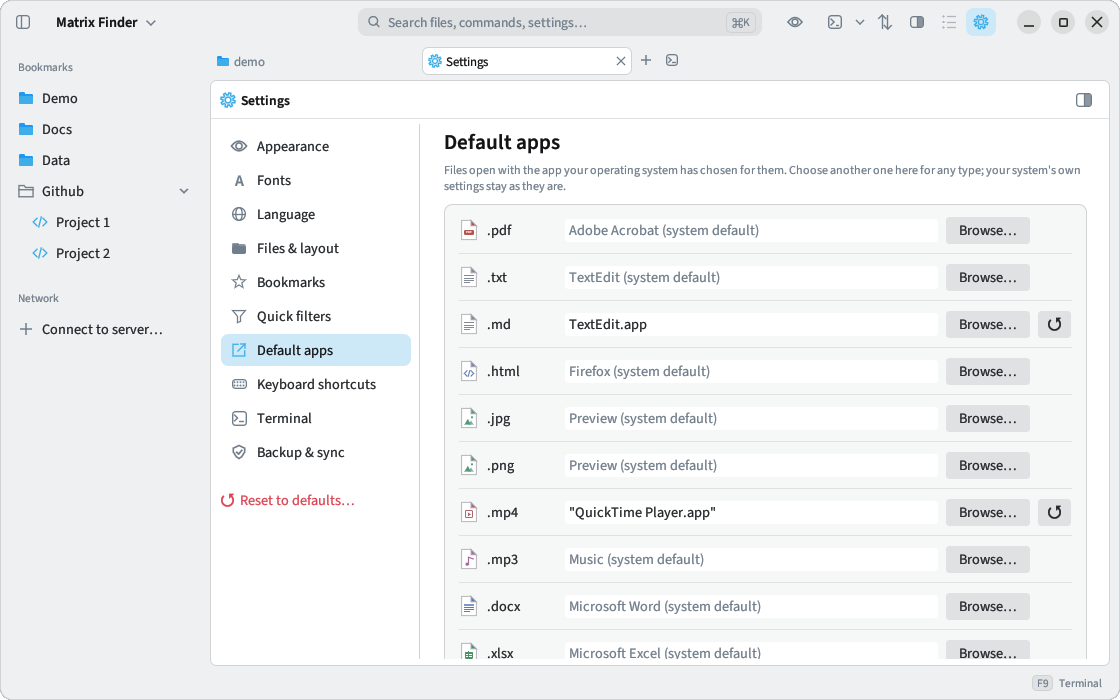 Matrix Finder
Search files, commands, settings…
⌘K
Bookmarks
Demo
Docs
Data
Github
Project 1
Project 2
Network
Connect to server…
demo
Settings
Settings
Appearance
Fonts
Language
Files & layout
Bookmarks
Quick filters
Default apps
Keyboard shortcuts
Terminal
Backup & sync
Reset to defaults…
Default apps
Files open with the app your operating system has chosen for them. Choose another one here for any type; your system's own
settings stay as they are.
.pdf Adobe Acrobat (system default) Browse…
.txt TextEdit (system default) Browse…
.md TextEdit.app Browse…
.html Firefox (system default) Browse…
.jpg Preview (system default) Browse…
.png Preview (system default) Browse…
.mp4 "QuickTime Player.app" Browse…
.mp3 Music (system default) Browse…
.docx Microsoft Word (system default) Browse…
.xlsx Microsoft Excel (system default) Browse…
F9 Terminal